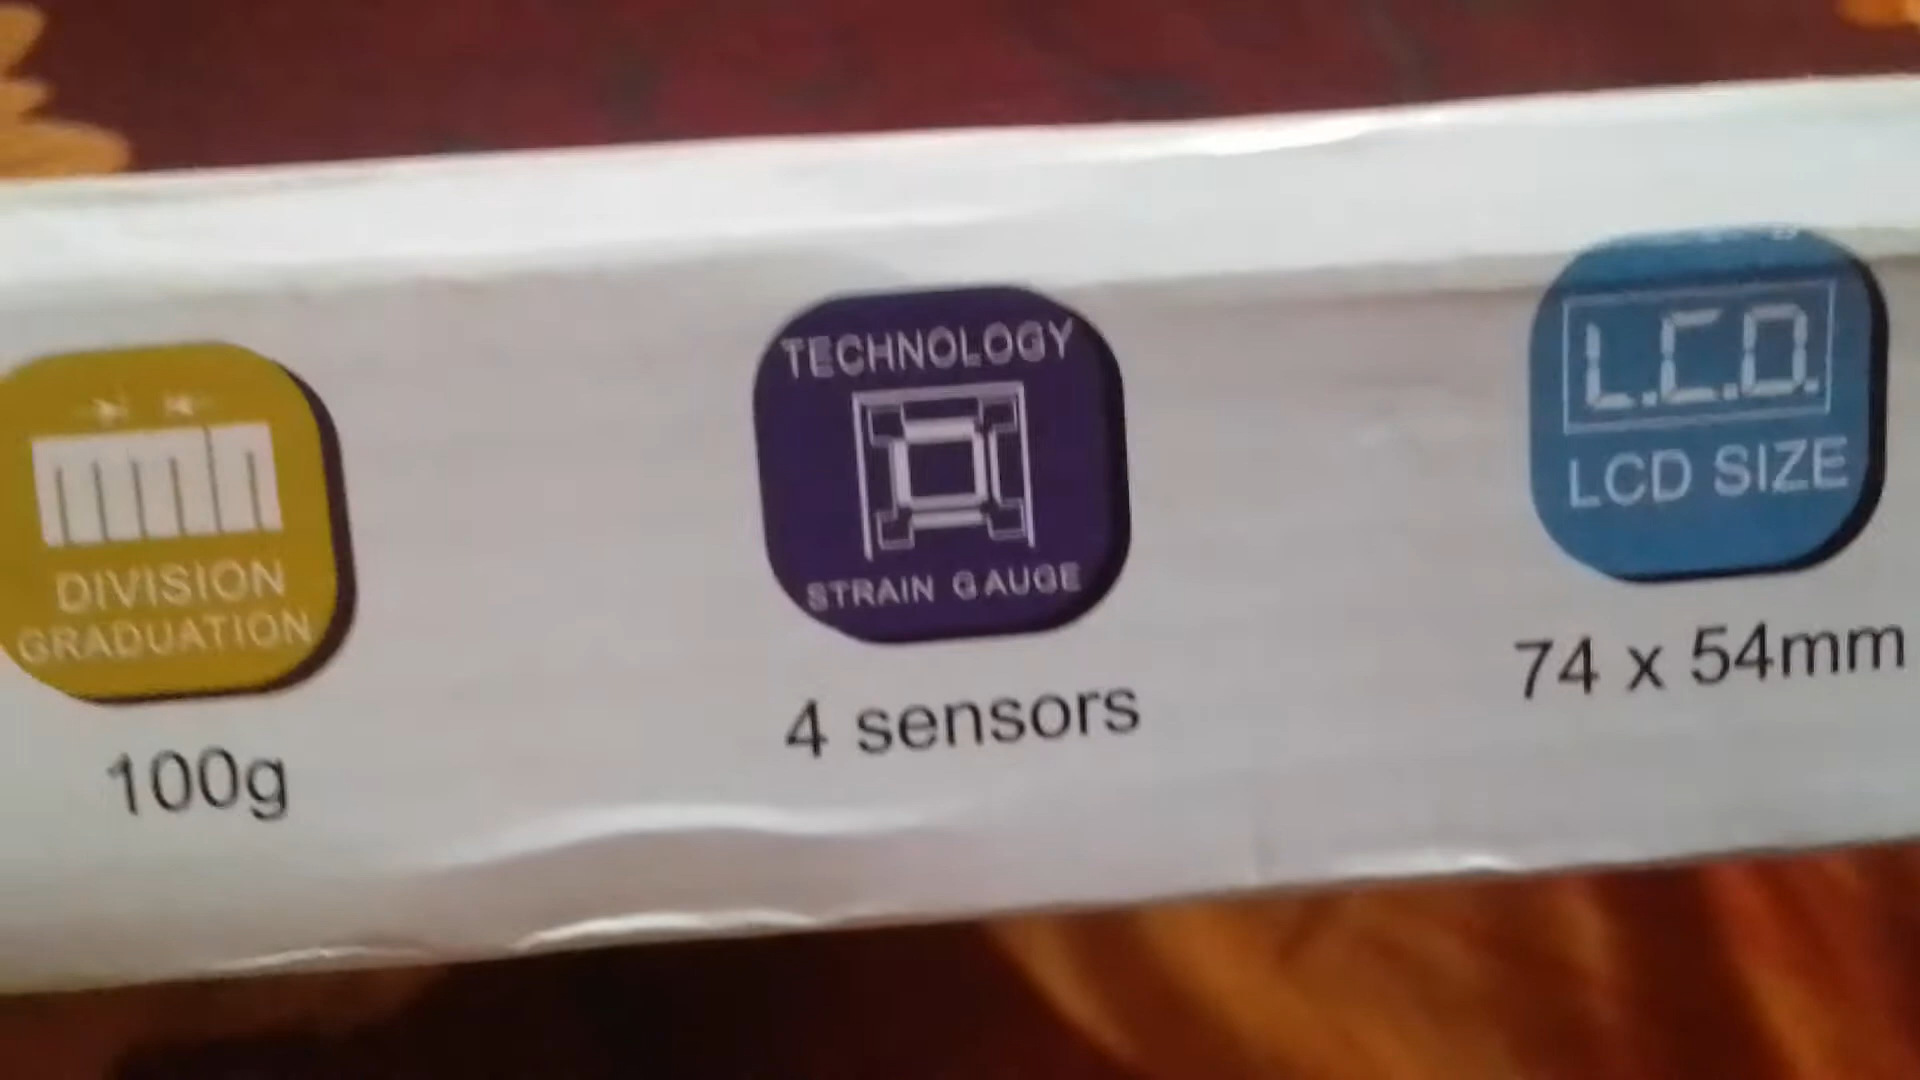 DIVISION
GRADUATION
100g
TECHNOLOGY
STRAIN GAUGE
4 sensors
L.C.D.
LCD SIZE
74 x 54mm